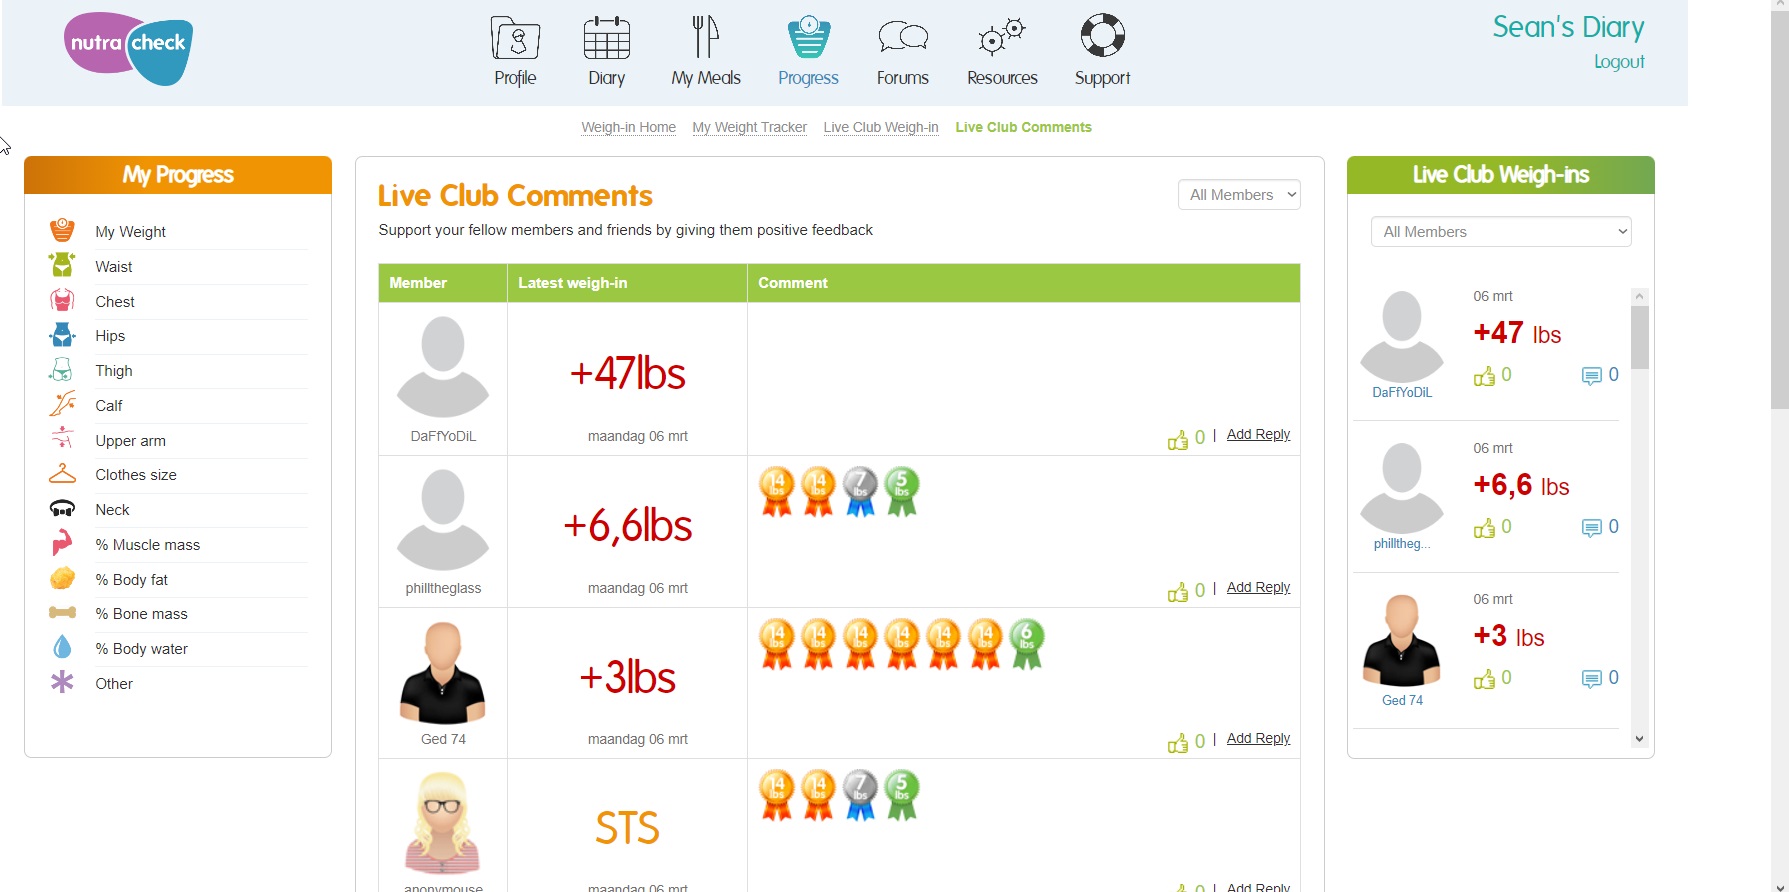 nutra check
Profile
Diary
My Meals
Progress
Forums
Resources
Support
Sean's Diary
Logout
Weigh-in Home
My Weight Tracker
Live Club Weigh-in
Live Club Comments
My Progress
My Weight
Waist
Chest
Hips
Thigh
Calf
Upper arm
Clothes size
Neck
% Muscle mass
% Body fat
% Bone mass
% Body water
Other
Live Club Comments
All Members
Support your fellow members and friends by giving them positive feedback
Member
Latest weigh-in
Comment
+47lbs
DaFfYoDiL
maandag 06 mrt
0 | Add Reply
14 lbs
14 lbs
7 lbs
5 lbs
+6,6lbs
philltheglass
maandag 06 mrt
0 | Add Reply
14 lbs
14 lbs
14 lbs
14 lbs
14 lbs
14 lbs
6 lbs
+3lbs
Ged 74
maandag 06 mrt
0 | Add Reply
14 lbs
14 lbs
7 lbs
5 lbs
STS
anonymouse
maandag 06 mrt
0 | Add Reply
Live Club Weigh-ins
All Members
06 mrt
+47 lbs
0
0
DaFfYoDiL
06 mrt
+6,6 lbs
0
0
philltheg...
06 mrt
+3 lbs
0
0
Ged 74